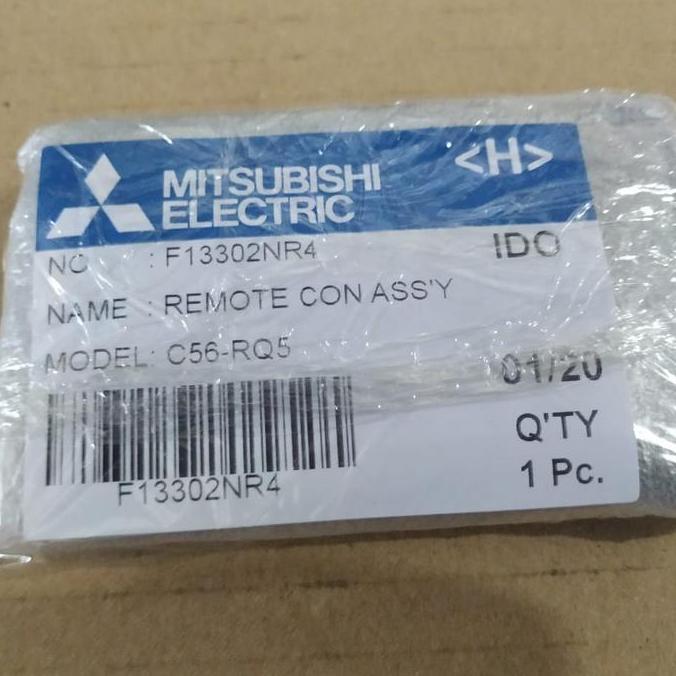 MITSUBISHI
ELECTRIC
<H>
NO : F13302NR4
IDO
NAME : REMOTE CON ASS'Y
MODEL: C56-RQ5
01/20
F13302NR4
Q'TY
1 Pc.